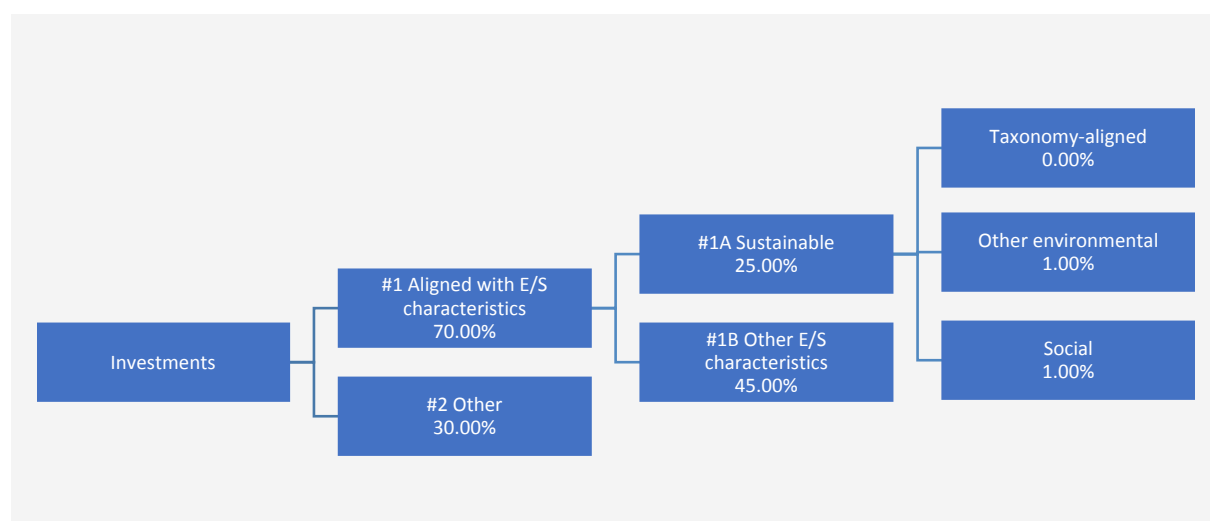 Investments
#1 Aligned with E/S
characteristics
70.00%
#2 Other
30.00%
#1A Sustainable
25.00%
#1B Other E/S
characteristics
45.00%
Taxonomy-aligned
0.00%
Other environmental
1.00%
Social
1.00%